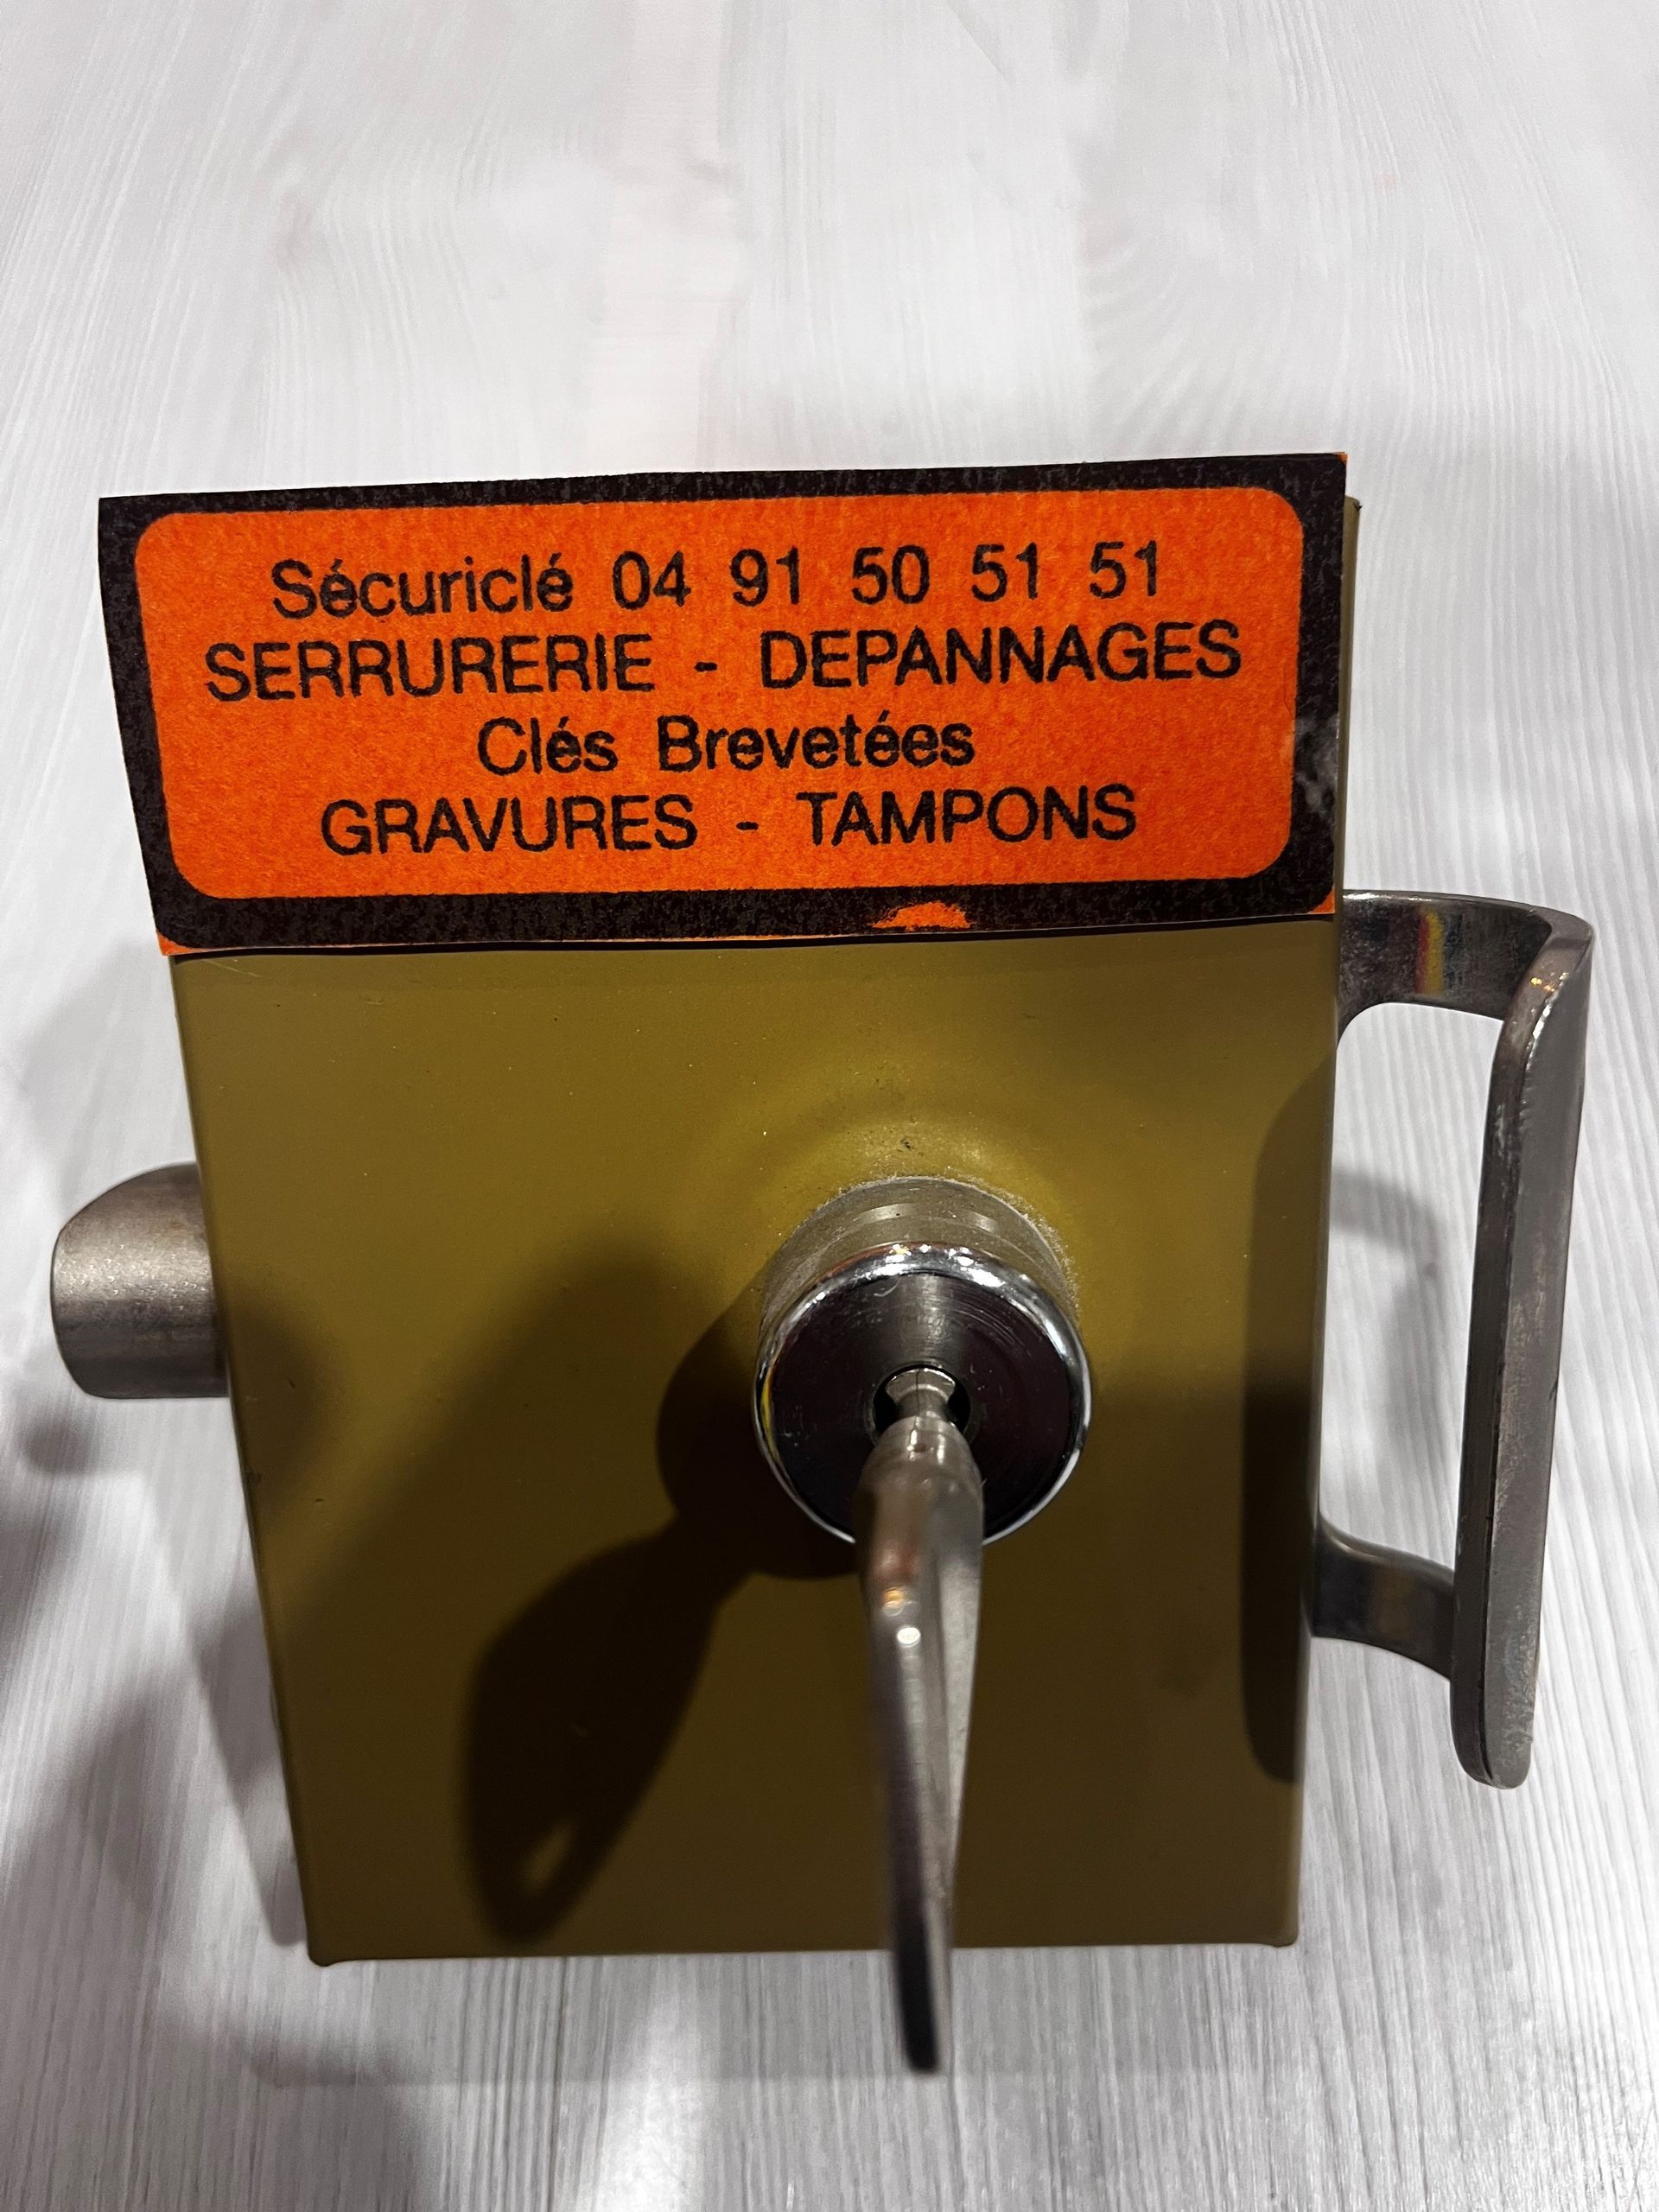 Sécuriclé 04 91 50 51 51
SERRURERIE - DEPANNAGES
Clés Brevetées
GRAVURES - TAMPONS